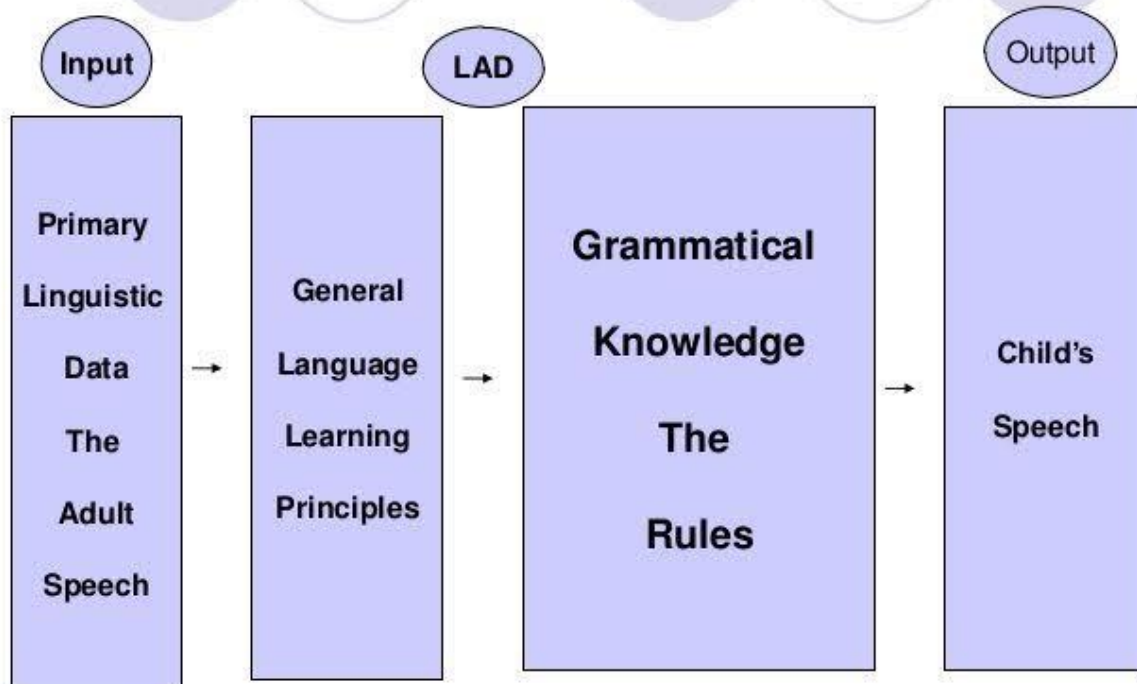 Input
LAD
Output
Primary
Linguistic
Data
The
Adult
Speech
General
Language
Learning
Principles
Grammatical
Knowledge
The
Rules
Child's
Speech